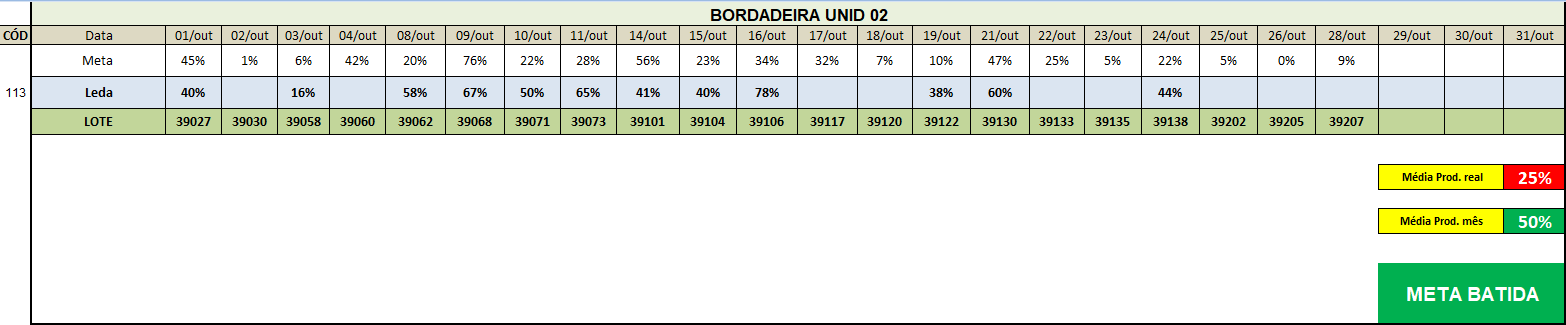 BORDADEIRA UNID 02
CÓD Data 01/out 02/out 03/out 04/out 08/out 09/out 10/out 11/out 14/out 15/out 16/out 17/out 18/out 19/out 21/out 22/out 23/out 24/out 25/out 26/out 28/out 29/out 30/out 31/out
Meta 45% 1% 6% 42% 20% 76% 22% 28% 56% 23% 34% 32% 7% 10% 47% 25% 5% 22% 5% 0% 9%
113 Leda 40% 16% 58% 67% 50% 65% 41% 40% 78% 38% 60% 44%
LOTE 39027 39030 39058 39060 39062 39068 39071 39073 39101 39104 39106 39117 39120 39122 39130 39133 39135 39138 39202 39205 39207
Média Prod. real 25%
Média Prod. mês 50%
META BATIDA